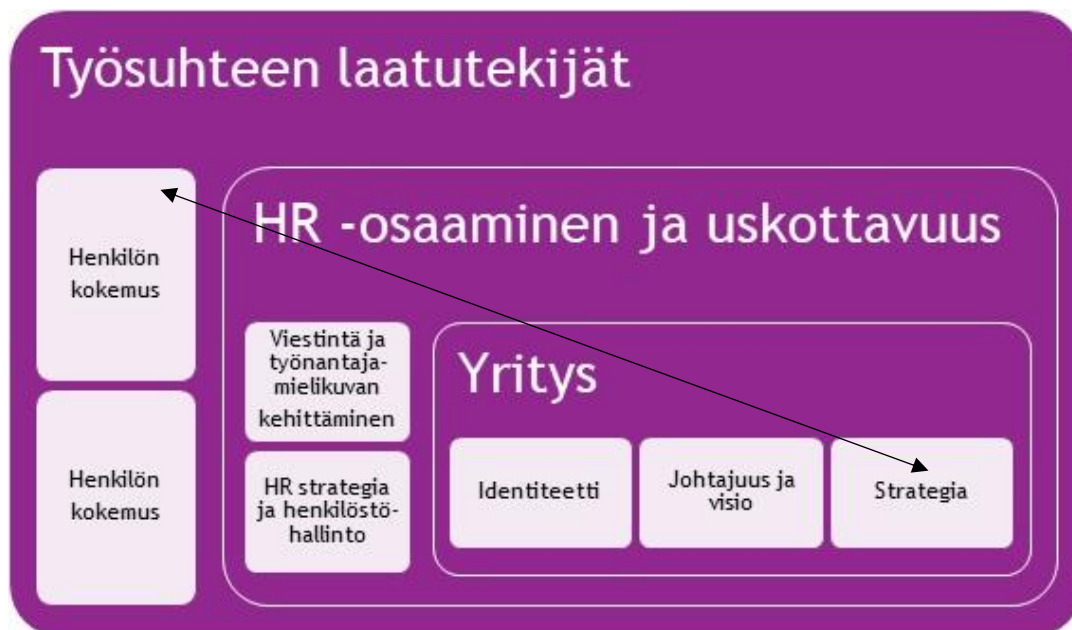 Työsuhteen laatutekijät
Henkilön
kokemus
Henkilön
kokemus
HR -osaaminen ja uskottavuus
Viestintä ja
työnantaja-
mielikuvan
kehittäminen
HR strategia
ja henkilöstö-
hallinto
Yritys
Identiteetti
Johtajuus ja
visio
Strategia